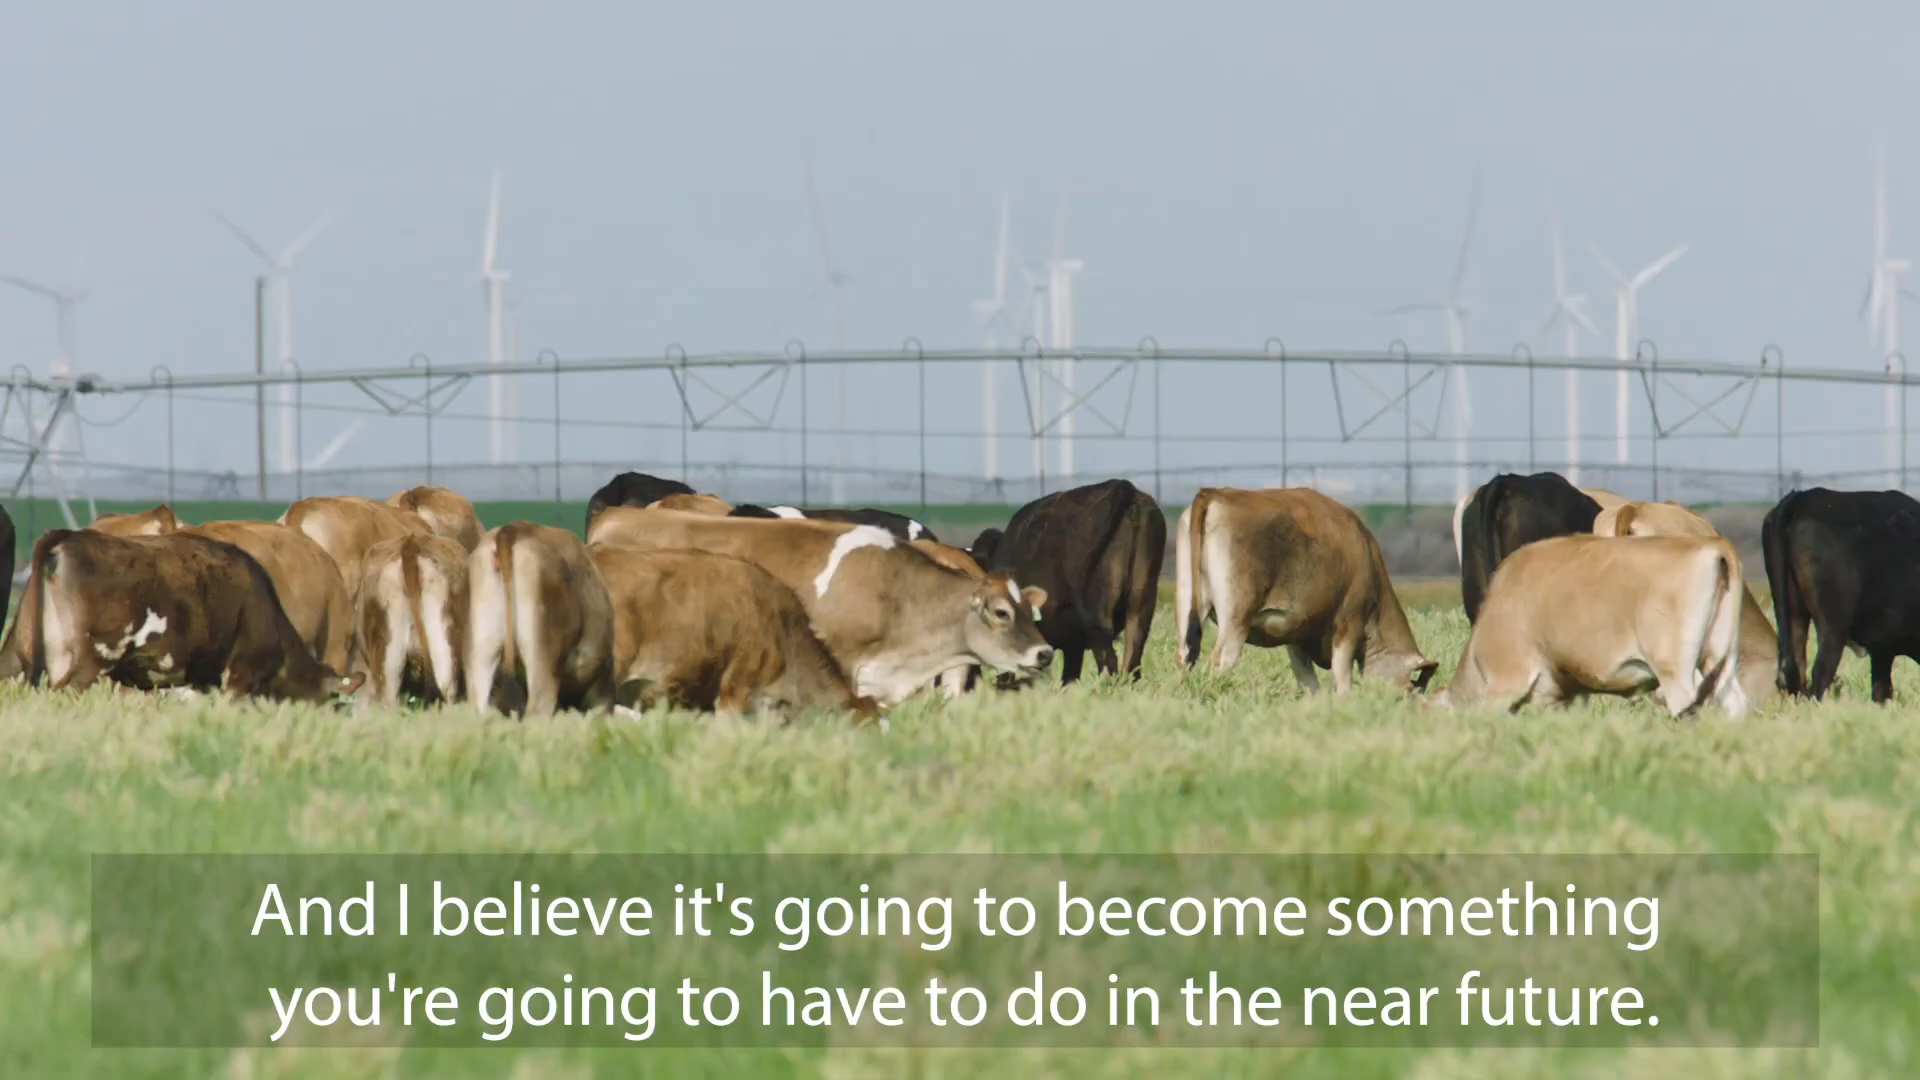 And I believe it's going to become something
you're going to have to do in the near future.